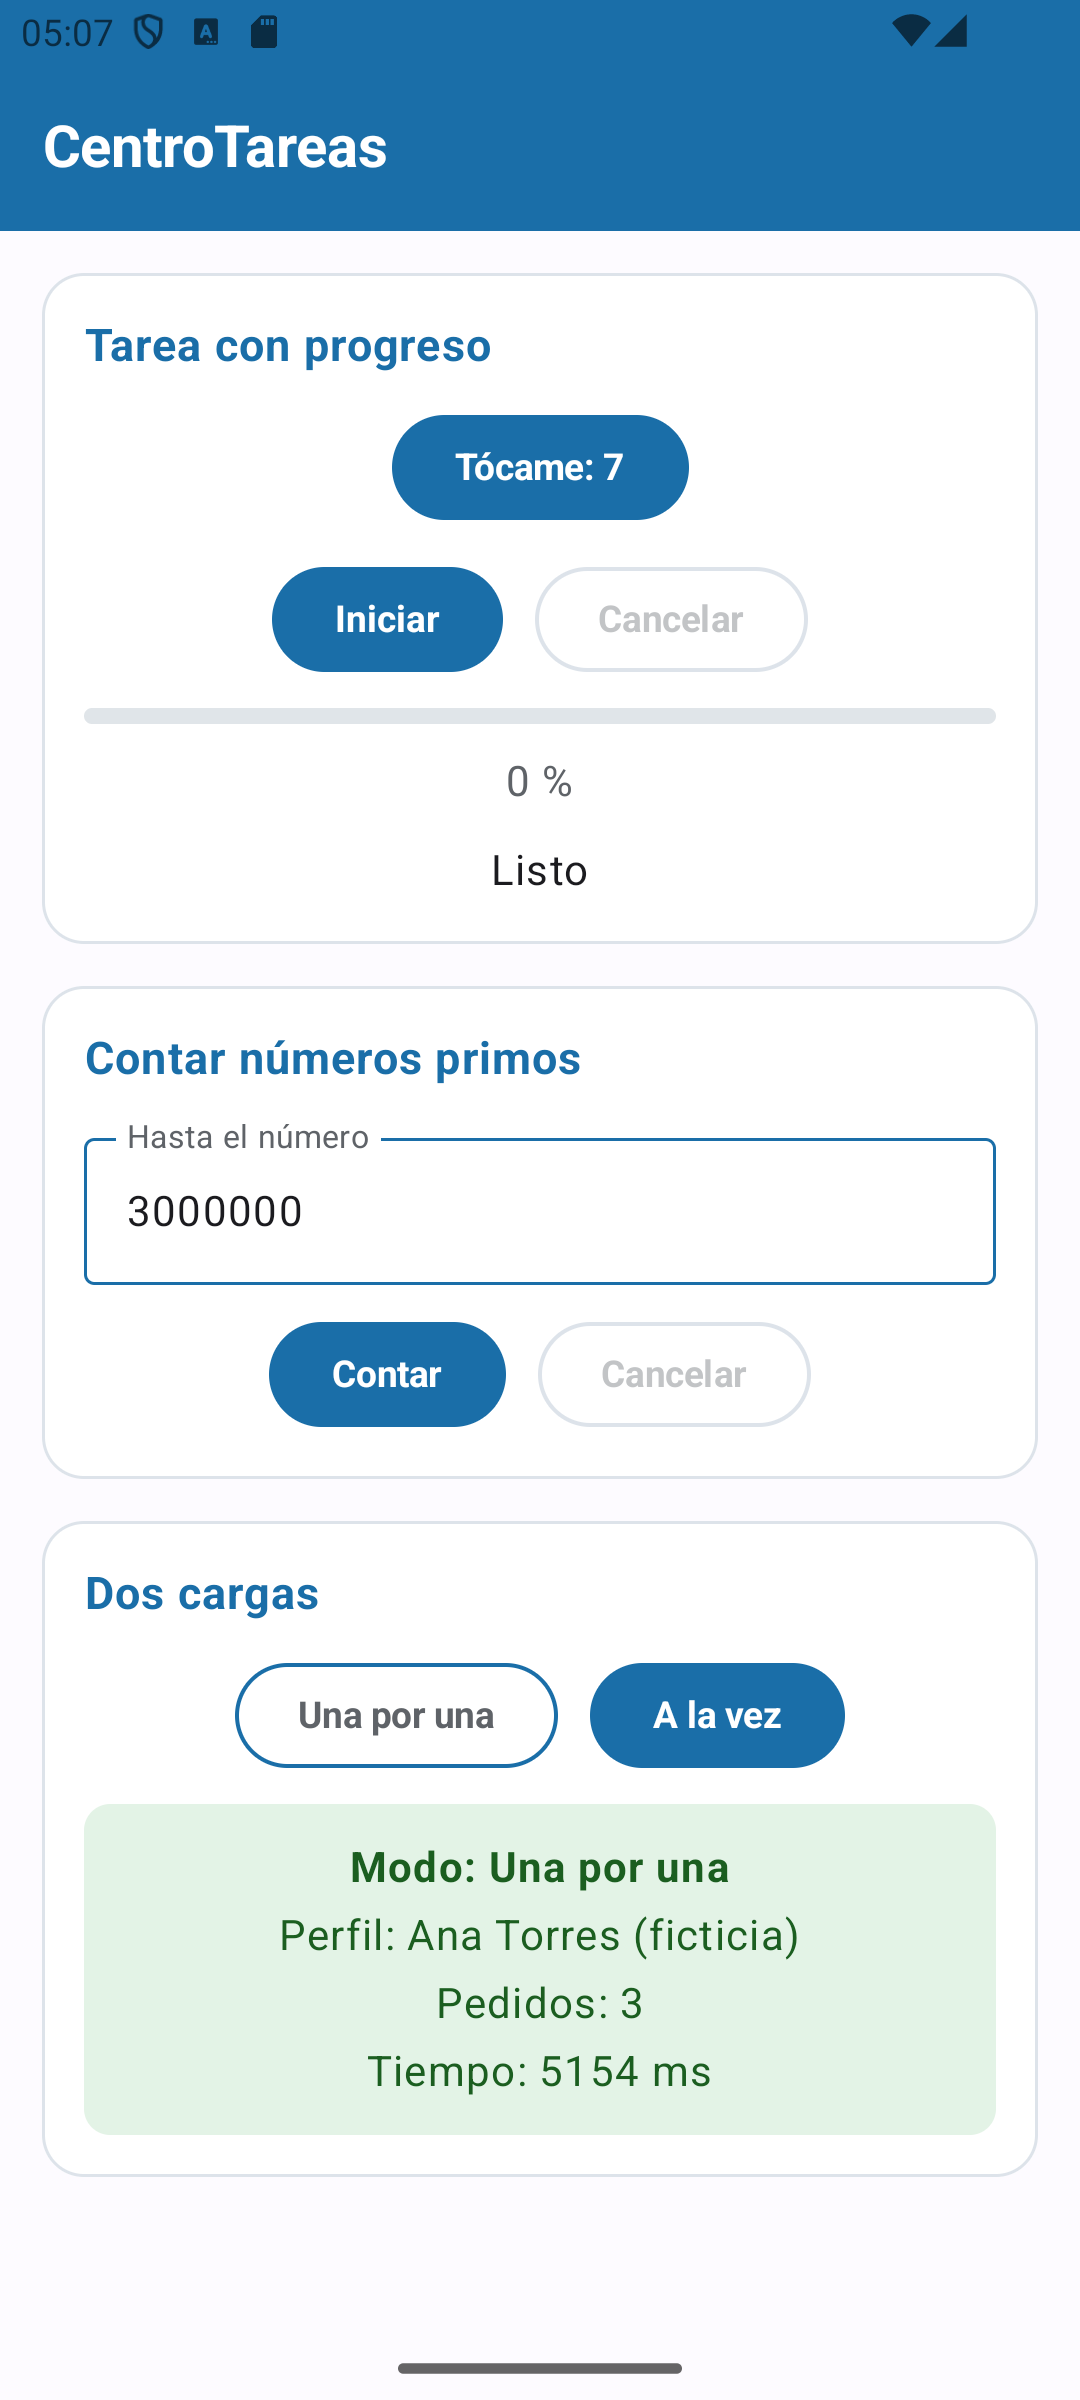 05:07
CentroTareas
Tarea con progreso
Tócame: 7
Iniciar Cancelar
0 %
Listo
Contar números primos
Hasta el número
3000000
Contar Cancelar
Dos cargas
Una por una A la vez
Modo: Una por una
Perfil: Ana Torres (ficticia)
Pedidos: 3
Tiempo: 5154 ms